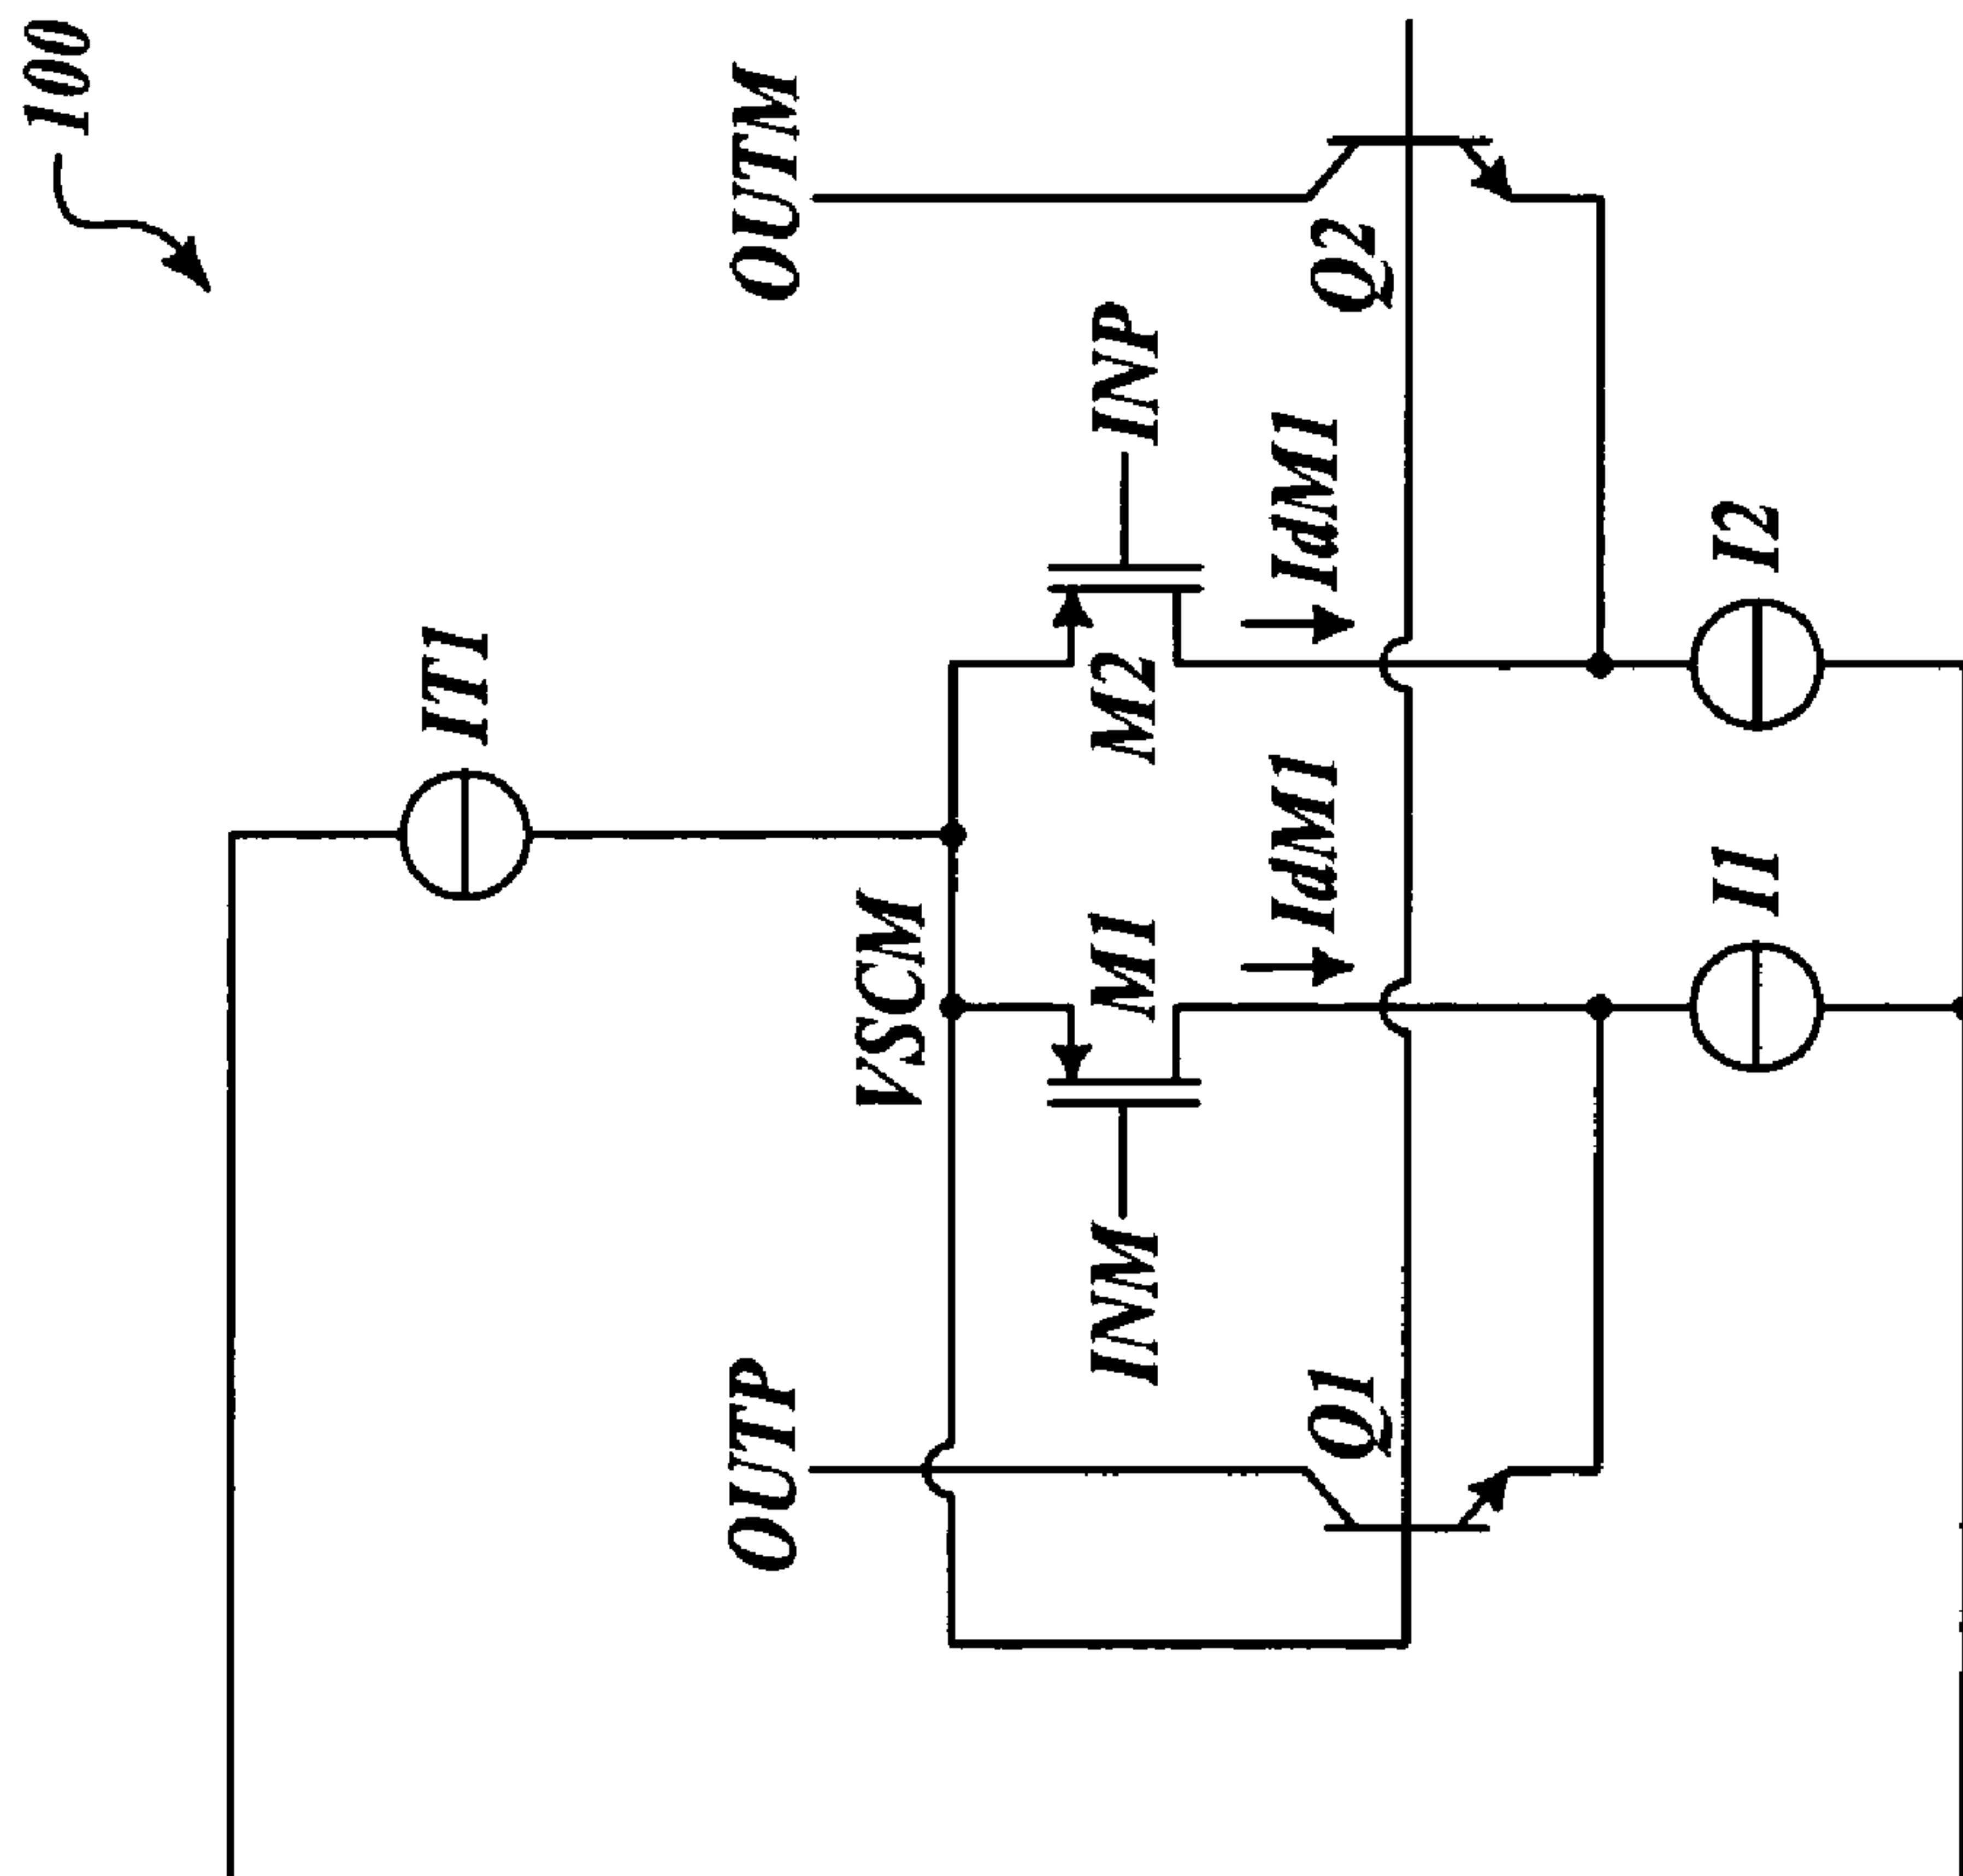 100
OUTM
Q2
INP
IdM1
I2
IT1
M2
VSCM
M1
IdM1
I1
INM
OUTP
Q1